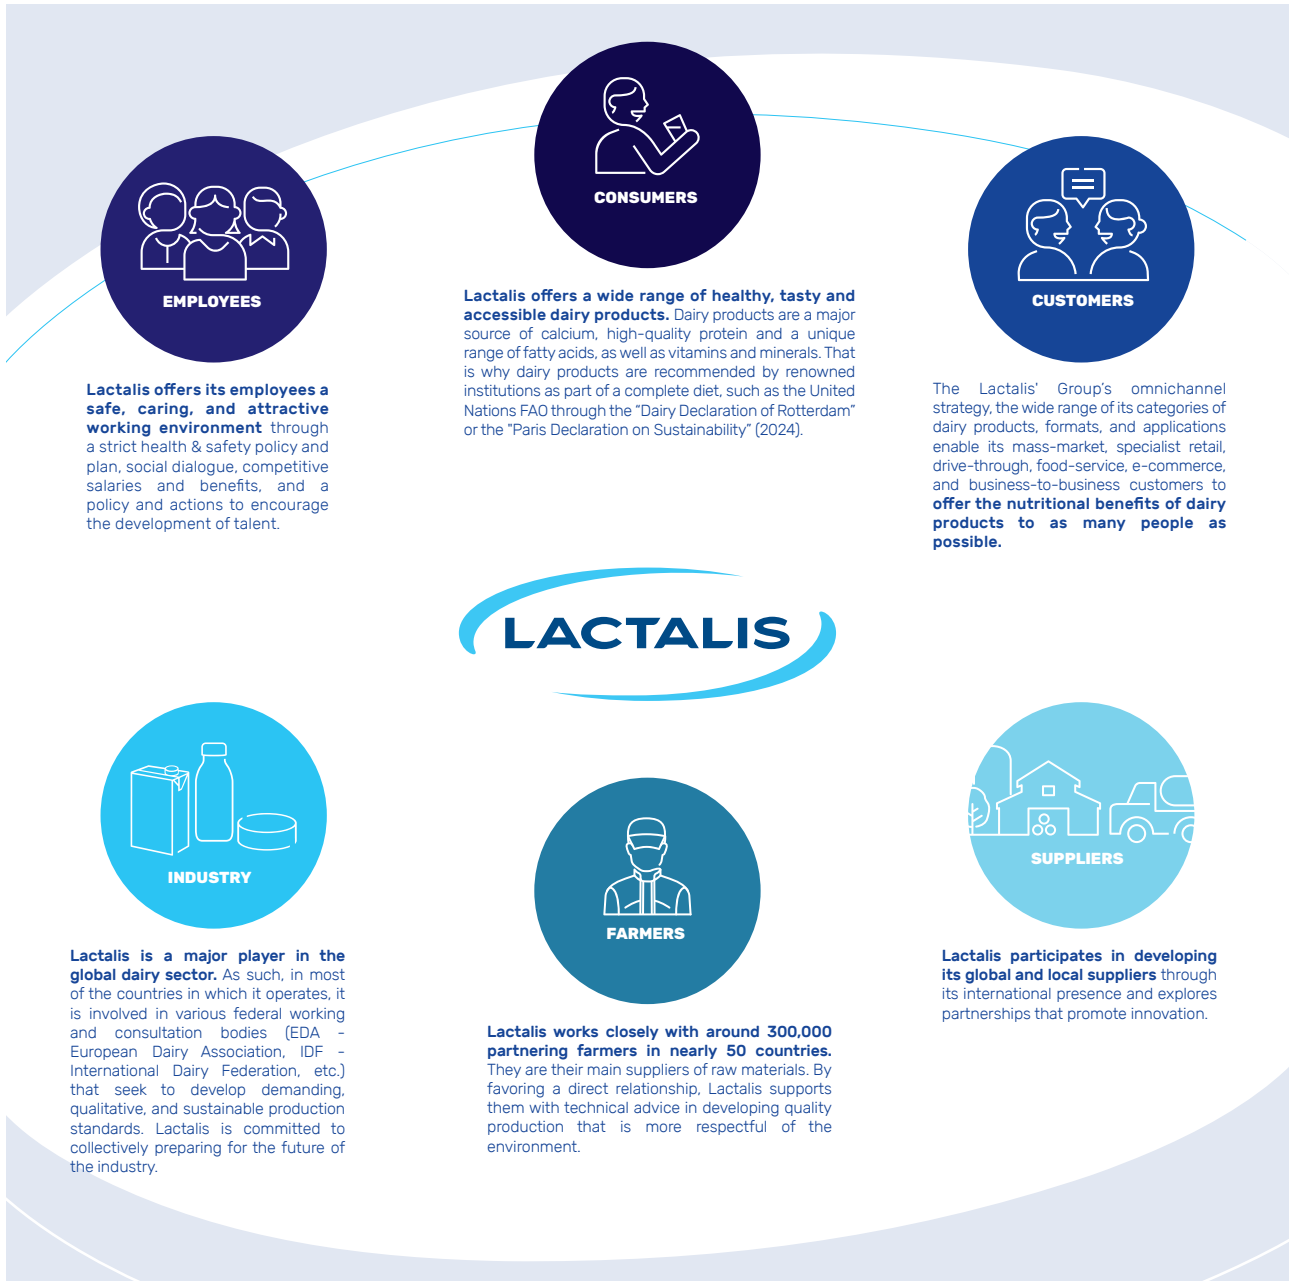 CONSUMERS
Lactalis offers a wide range of healthy, tasty and
accessible dairy products. Dairy products are a major
source of calcium, high-quality protein and a unique
range of fatty acids, as well as vitamins and minerals. That
is why dairy products are recommended by renowned
institutions as part of a complete diet, such as the United
Nations FAO through the “Dairy Declaration of Rotterdam”
or the “Paris Declaration on Sustainability” (2024).
EMPLOYEES
Lactalis offers its employees a
safe, caring, and attractive
working environment through
a strict health & safety policy and
plan, social dialogue, competitive
salaries and benefits, and a
policy and actions to encourage
the development of talent.
CUSTOMERS
The Lactalis' Group’s omnichannel
strategy, the wide range of its categories of
dairy products, formats, and applications
enable its mass-market, specialist retail,
drive-through, food-service, e-commerce,
and business-to-business customers to
offer the nutritional benefits of dairy
products to as many people as
possible.
LACTALIS
INDUSTRY
Lactalis is a major player in the
global dairy sector. As such, in most
of the countries in which it operates, it
is involved in various federal working
and consultation bodies (EDA -
European Dairy Association, IDF -
International Dairy Federation, etc.)
that seek to develop demanding,
qualitative, and sustainable production
standards. Lactalis is committed to
collectively preparing for the future of
the industry.
FARMERS
Lactalis works closely with around 300,000
partnering farmers in nearly 50 countries.
They are their main suppliers of raw materials. By
favoring a direct relationship, Lactalis supports
them with technical advice in developing quality
production that is more respectful of the
environment.
SUPPLIERS
Lactalis participates in developing
its global and local suppliers through
its international presence and explores
partnerships that promote innovation.